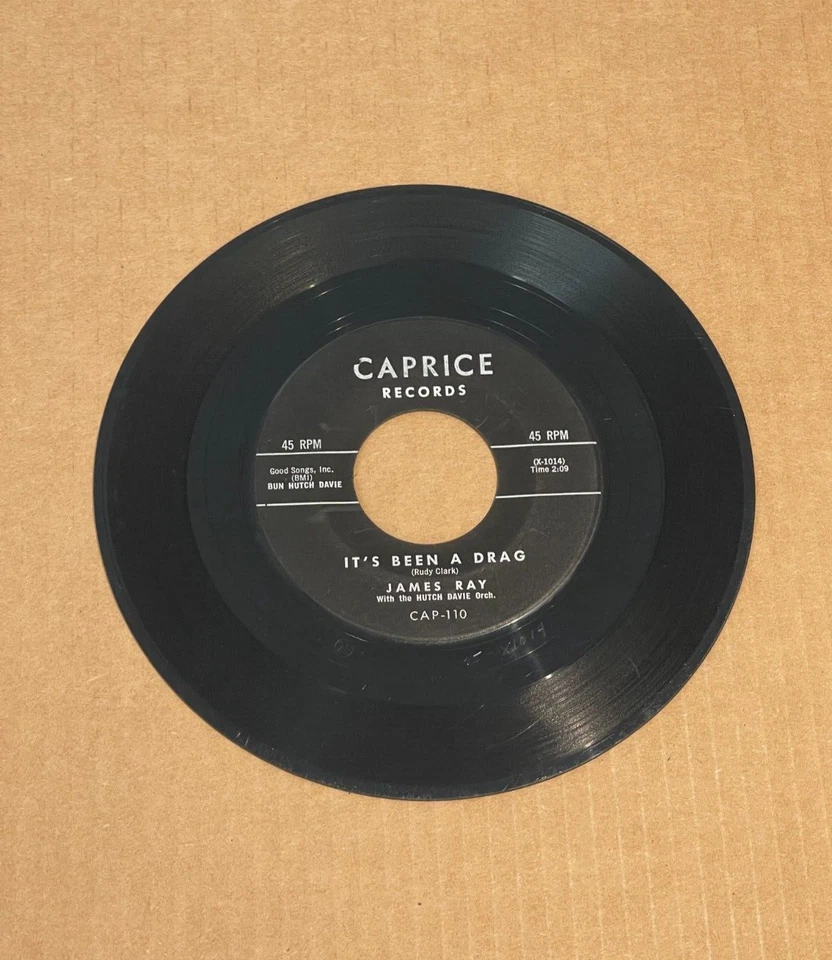 CAPRICE
RECORDS
45 RPM
45 RPM
Good Songs, Inc.
(BMI)
BUN HUTCH DAVIE
(X-1014)
Time 2:09
IT'S BEEN A DRAG
(Rudy Clark)
JAMES RAY
With the HUTCH DAVIE Orch.
CAP-110